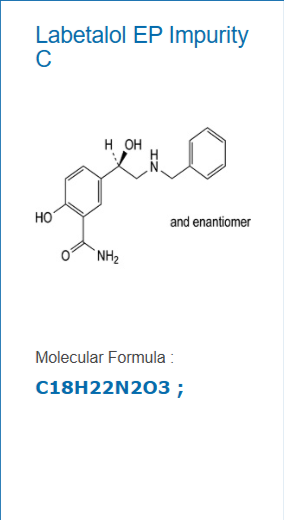 Labetalol EP Impurity
C
H OH
H
N
HO
and enantiomer
O NH2
Molecular Formula :
C18H22N2O3 ;